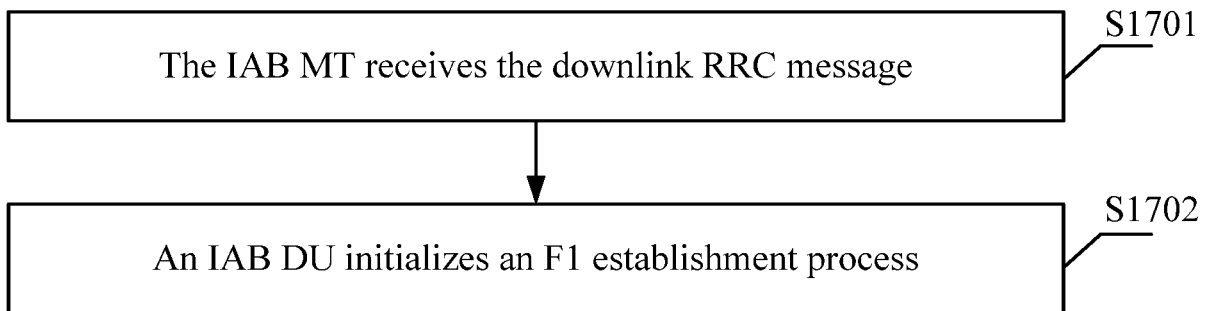 S1701
The IAB MT receives the downlink RRC message
S1702
An IAB DU initializes an F1 establishment process